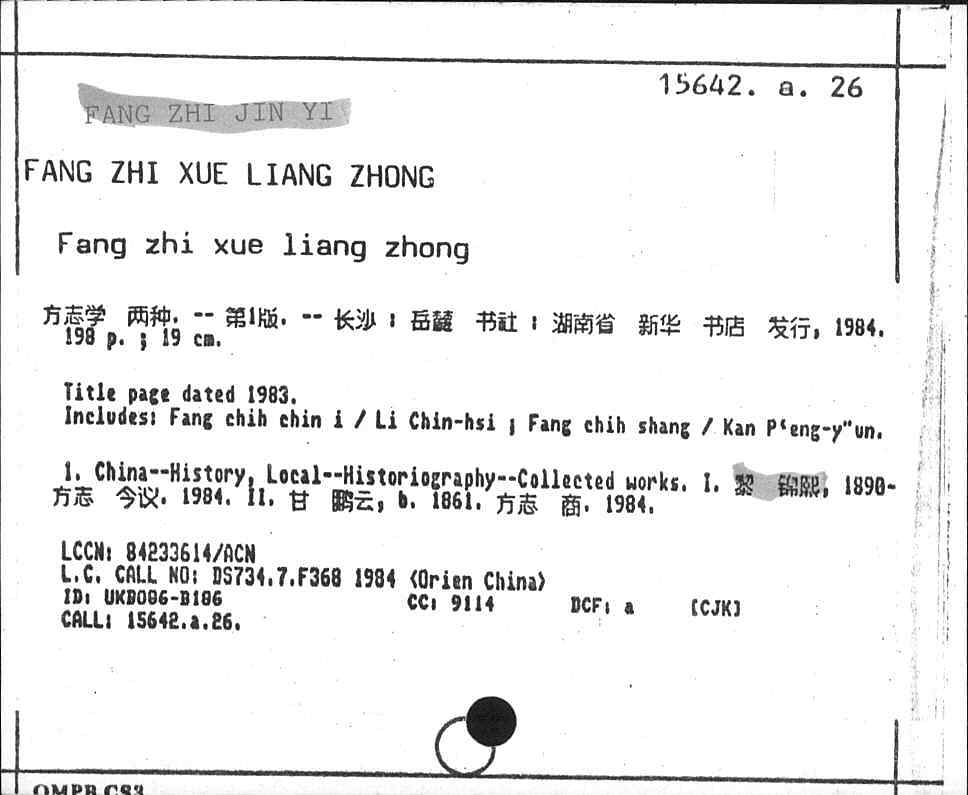 15642. a. 26
FANG ZHI JIN YI
FANG ZHI XUE LIANG ZHONG
Fang zhi xue liang zhong
方志学 两种. -- 第1版. -- 长沙 : 岳麓 书社 : 湖南省 新华 书店 发行, 1984.
198 p. ; 19 cm.
Title page dated 1983.
Includes: Fang chih chin i / Li Chin-hsi ; Fang chih shang / Kan P‘eng-y"un.
1. China--History, Local--Historiography--Collected works. I. 黎 锦熙, 1890-
方志 今议. 1984. II. 甘 鹏云, b. 1861. 方志 商. 1984.
LCCN: 84233614/ACN
L.C. CALL NO: DS734.7.F368 1984 <Orien China>
ID: UKB086-B186 CC: 9114 DCF: a [CJK]
CALL: 15642.a.26.
OMPB CS3